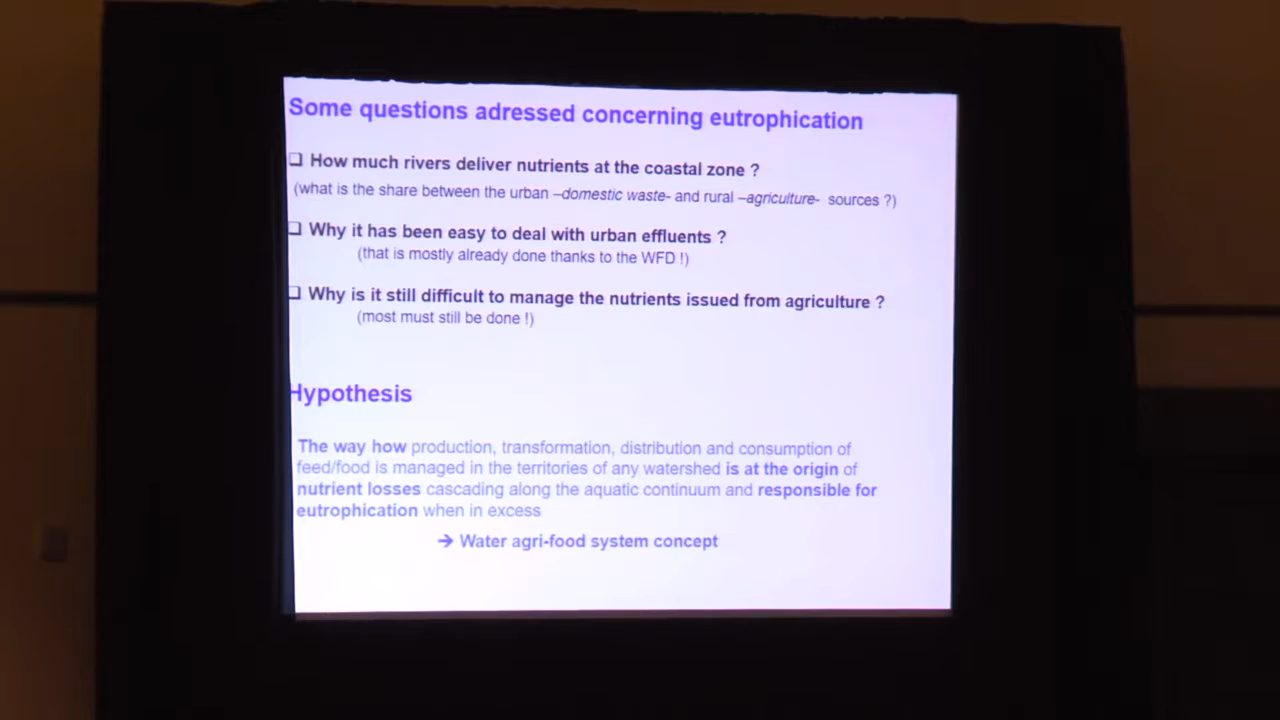 Some questions adressed concerning eutrophication
❑ How much rivers deliver nutrients at the coastal zone ?
(what is the share between the urban –domestic waste- and rural –agriculture- sources ?)
❑ Why it has been easy to deal with urban effluents ?
(that is mostly already done thanks to the WFD !)
❑ Why is it still difficult to manage the nutrients issued from agriculture ?
(most must still be done !)
Hypothesis
The way how production, transformation, distribution and consumption of
feed/food is managed in the territories of any watershed is at the origin of
nutrient losses cascading along the aquatic continuum and responsible for
eutrophication when in excess
➔ Water agri-food system concept